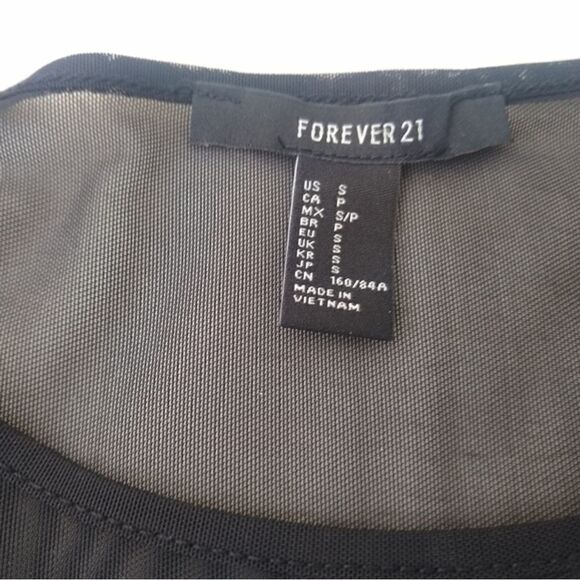 FOREVER 21
US S
CA P
MX S/P
BR P
EU S
UK S
KR S
JP S
CN 160/84A
MADE IN
VIETNAM